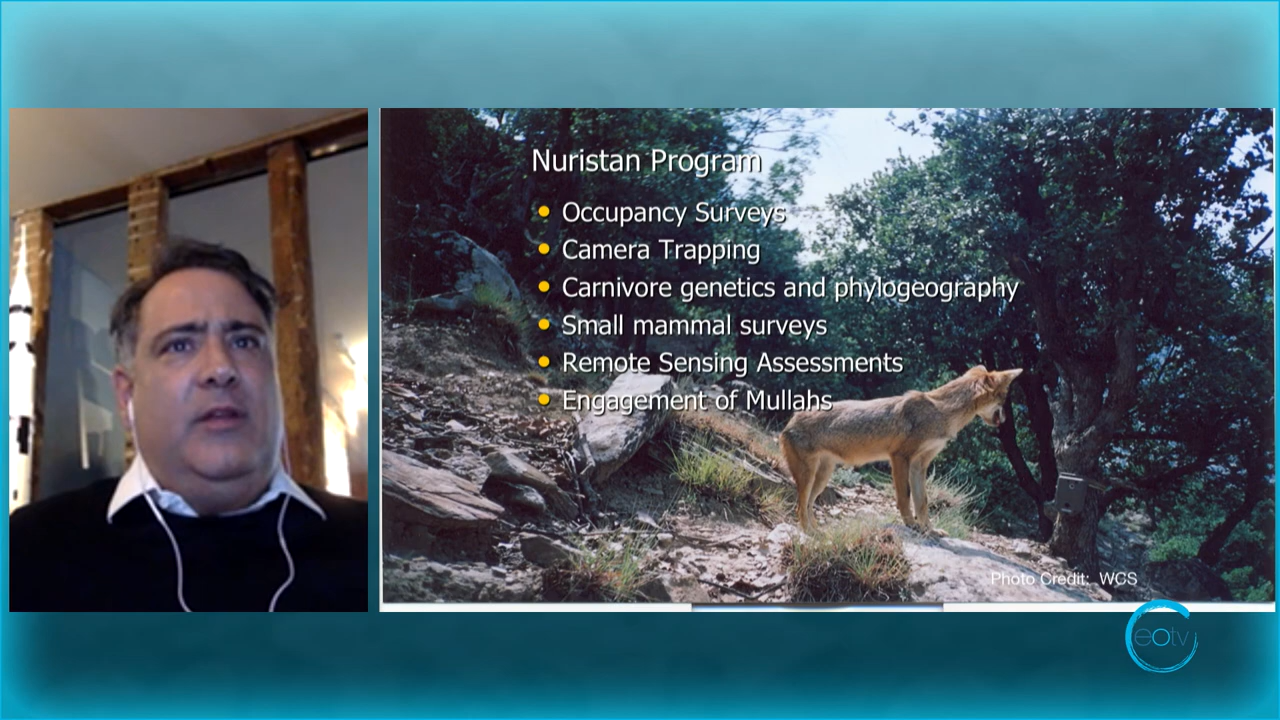 Nuristan Program
Occupancy Surveys
Camera Trapping
Carnivore genetics and phylogeography
Small mammal surveys
Remote Sensing Assessments
Engagement of Mullahs
Photo Credit: WCS
eotv